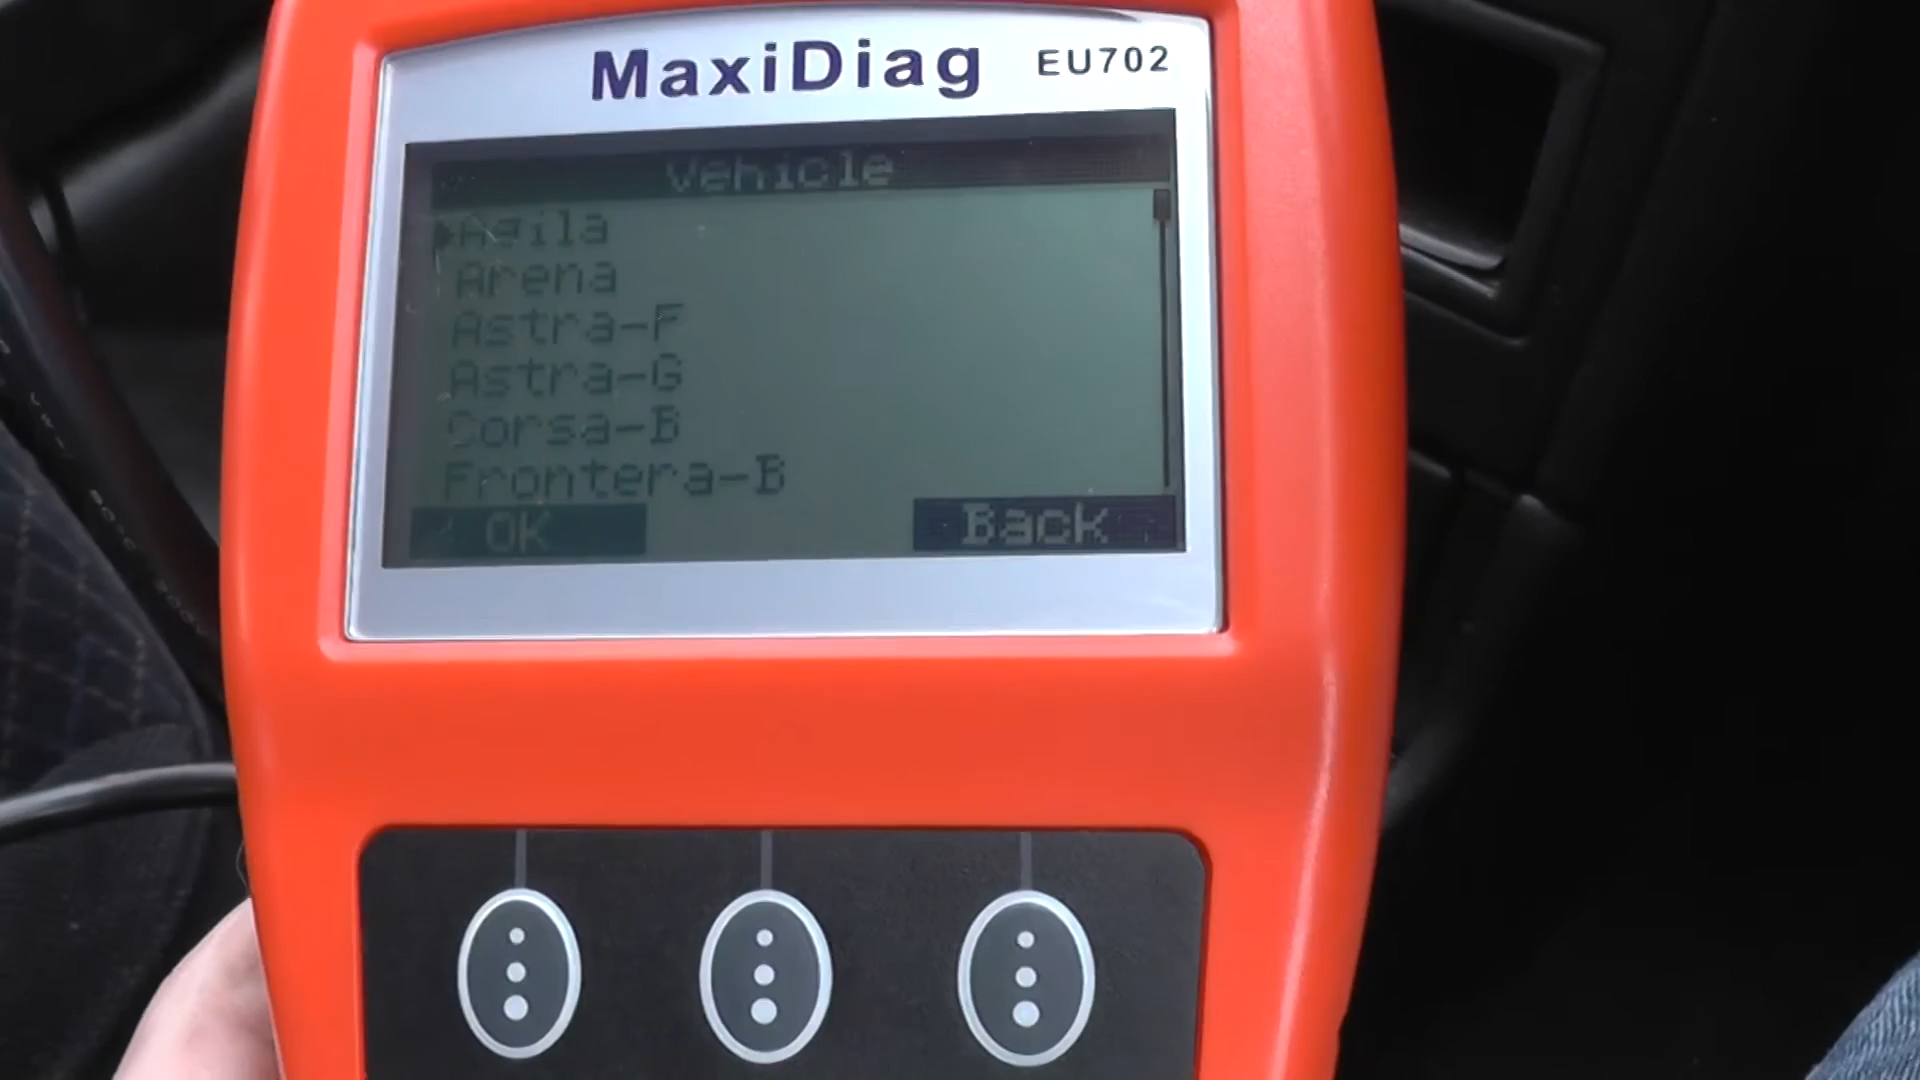 MaxiDiag EU702
Vehicle
Agila
Arena
Astra-F
Astra-G
Corsa-B
Frontera-B
OK Back